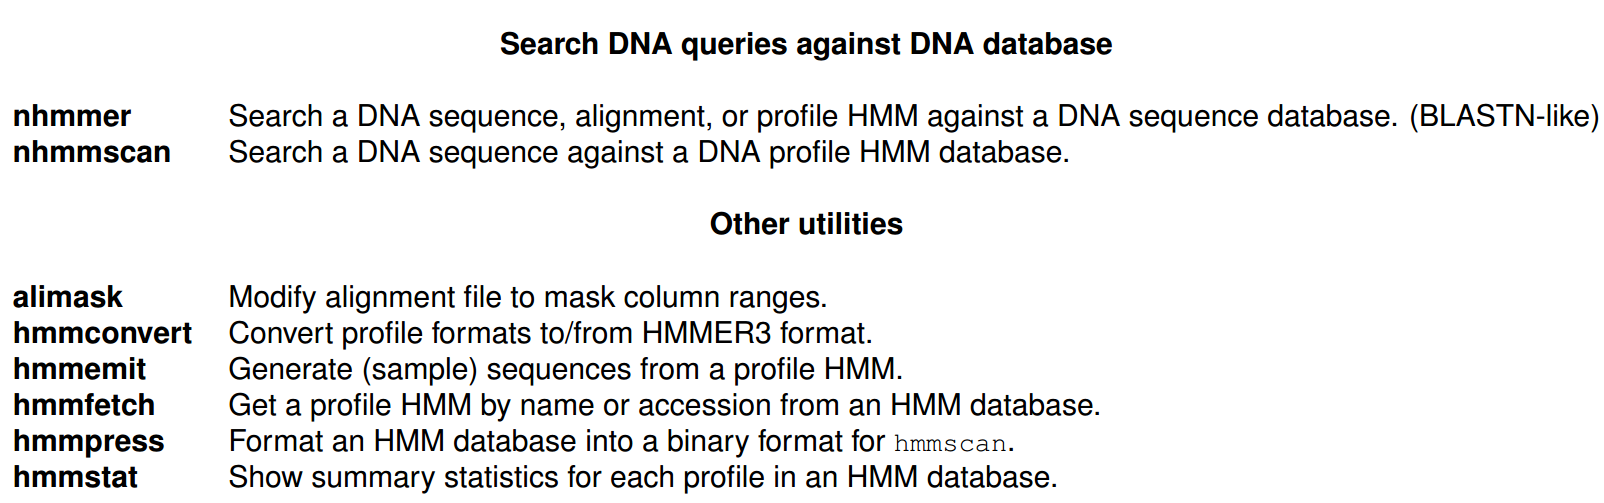 Search DNA queries against DNA database
nhmmer Search a DNA sequence, alignment, or profile HMM against a DNA sequence database. (BLASTN-like)
nhmmscan Search a DNA sequence against a DNA profile HMM database.
Other utilities
alimask Modify alignment file to mask column ranges.
hmmconvert Convert profile formats to/from HMMER3 format.
hmmemit Generate (sample) sequences from a profile HMM.
hmmfetch Get a profile HMM by name or accession from an HMM database.
hmmpress Format an HMM database into a binary format for hmmscan.
hmmstat Show summary statistics for each profile in an HMM database.